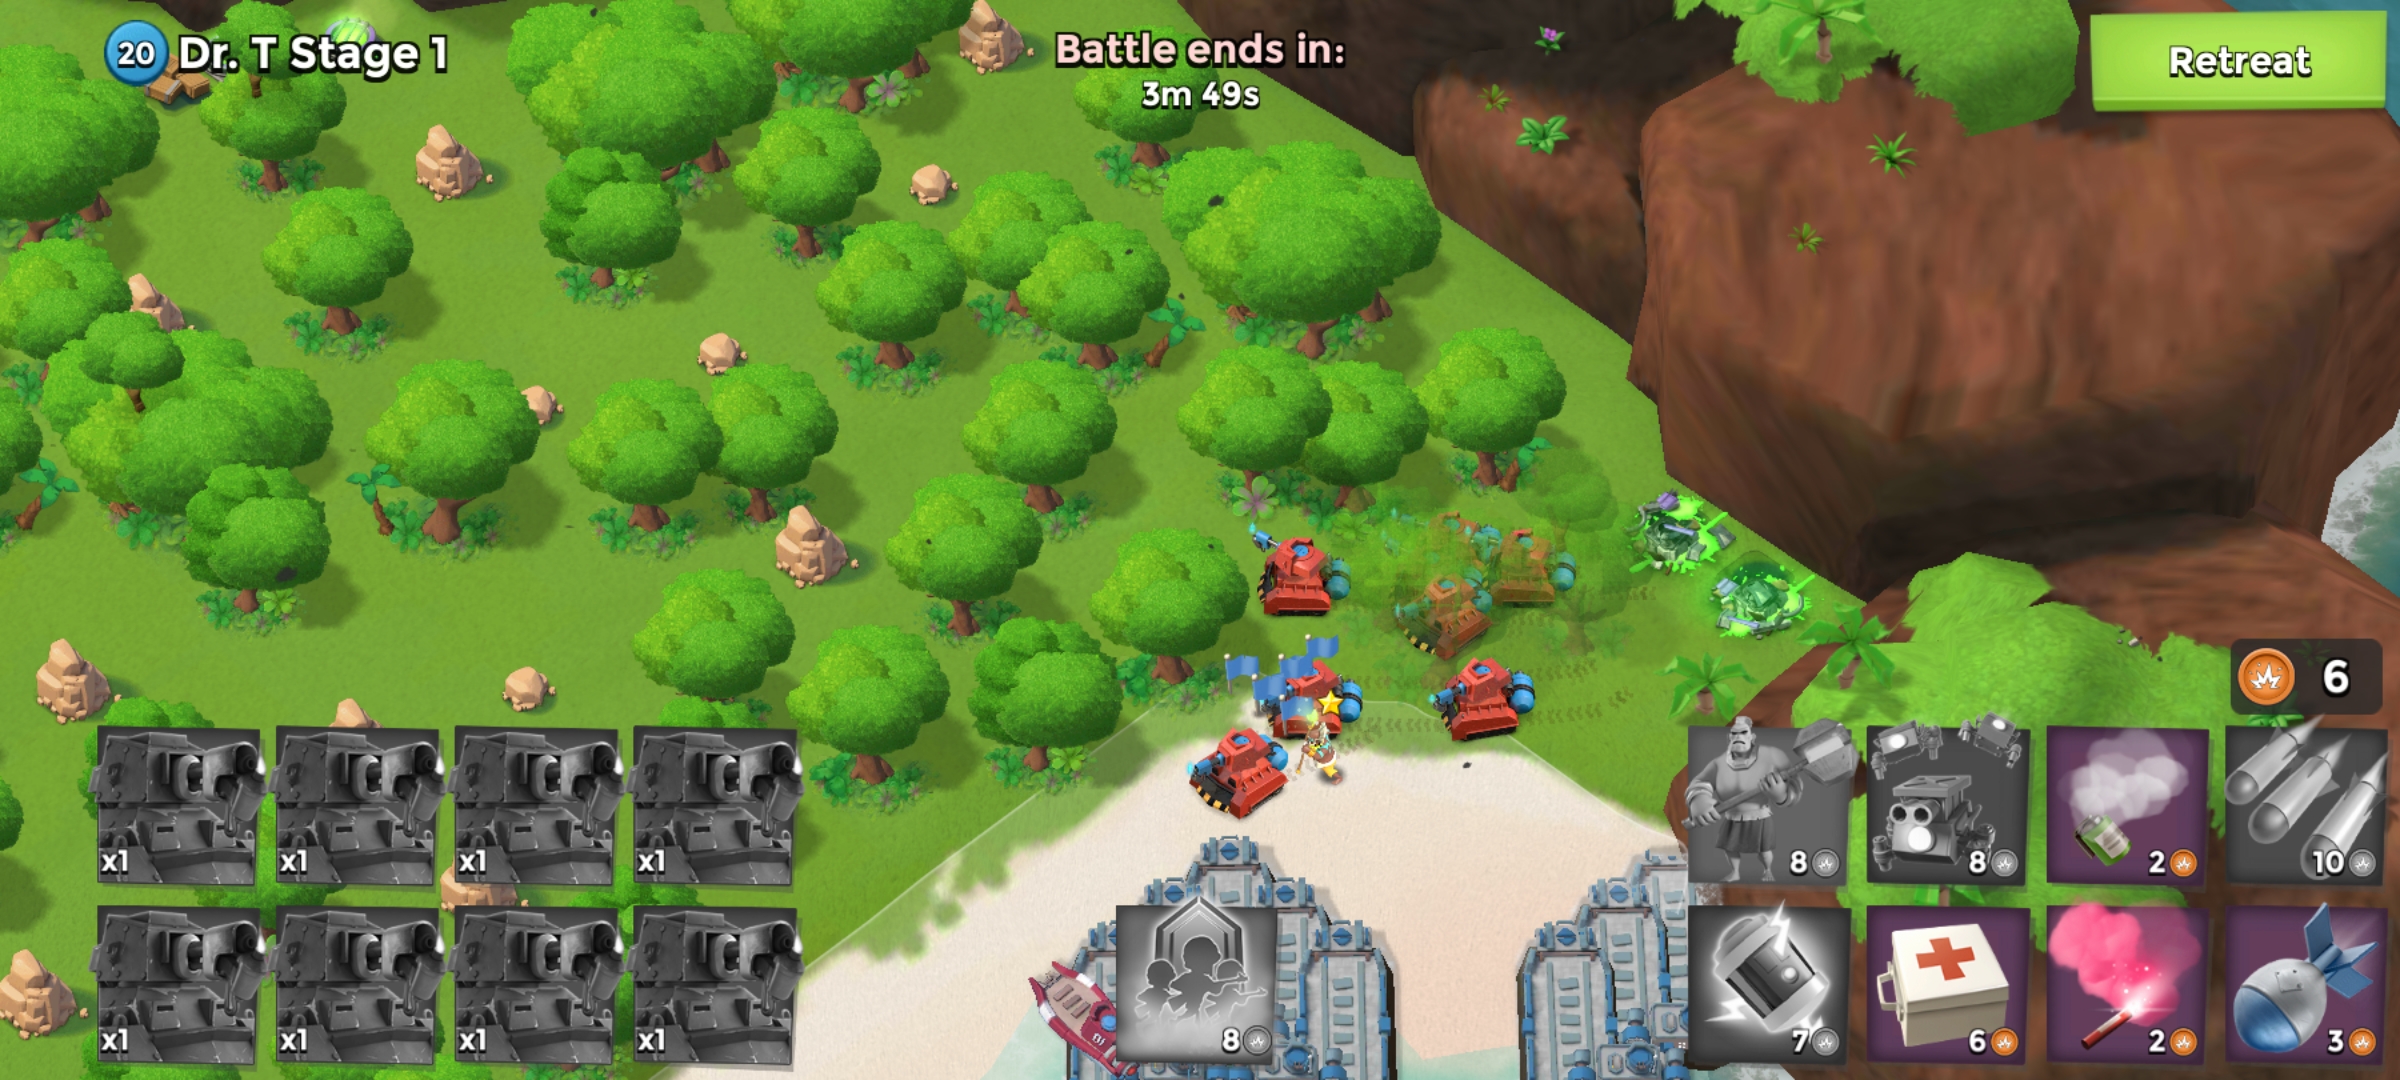 20 Dr. T Stage 1
Battle ends in:
3m 49s
Retreat
6
x1 x1 x1 x1
8 8 2 10
x1 x1 x1 x1
8
7 6 2 3